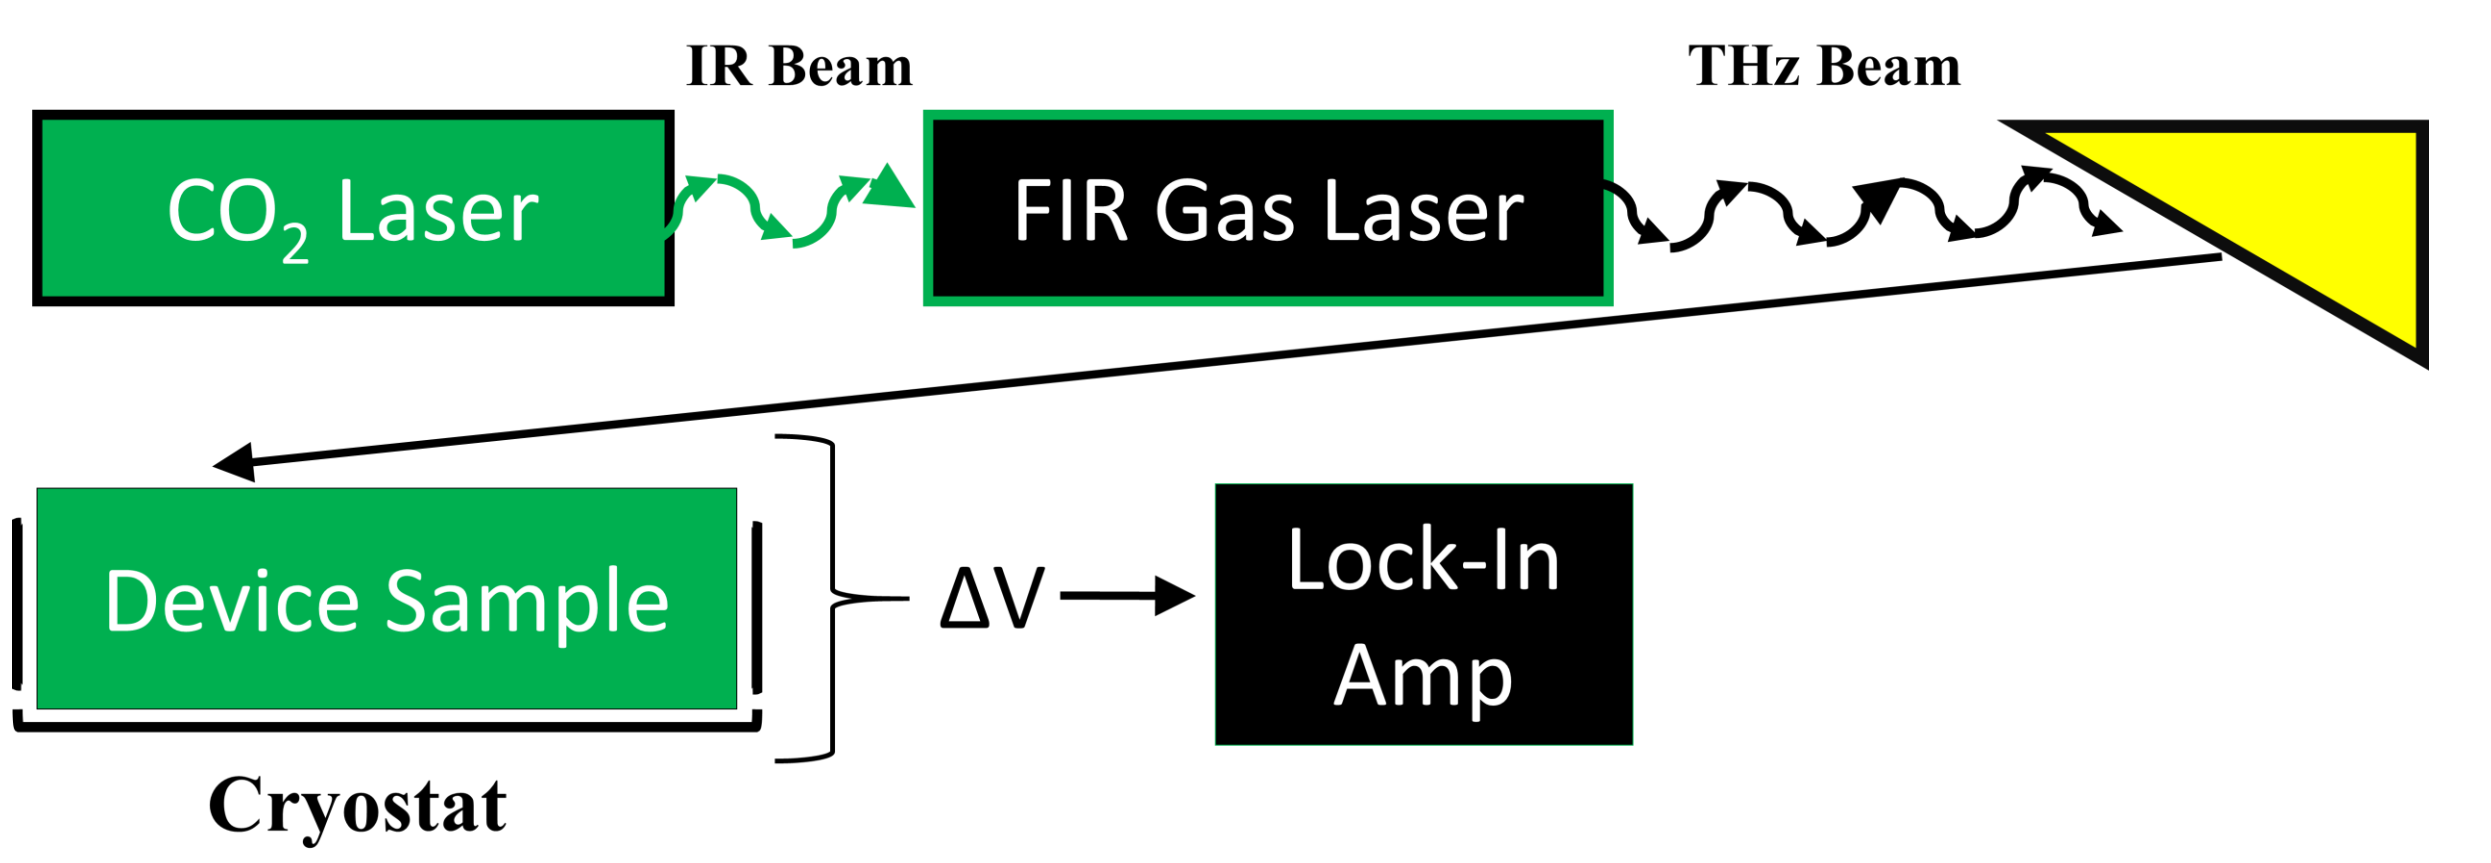 IR Beam
THz Beam
CO₂ Laser
FIR Gas Laser
Device Sample
ΔV
Lock-In
Amp
Cryostat